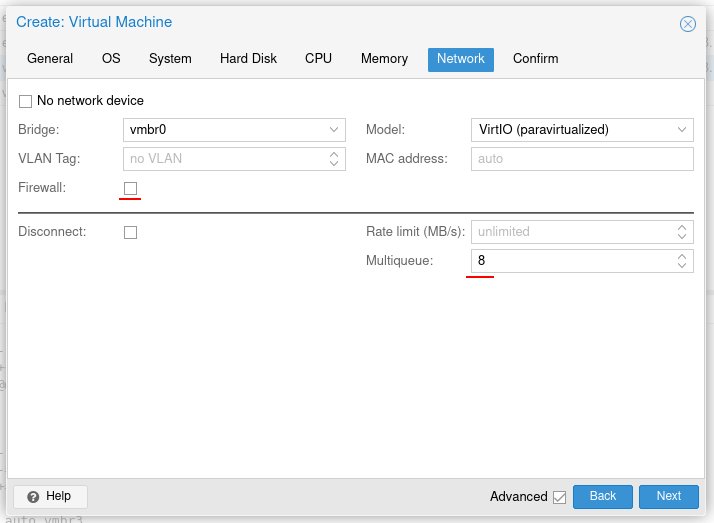 Create: Virtual Machine
General OS System Hard Disk CPU Memory Network Confirm
No network device
Bridge: vmbr0 Model: VirtIO (paravirtualized)
VLAN Tag: no VLAN MAC address: auto
Firewall:
Disconnect: Rate limit (MB/s): unlimited
Multiqueue: 8
Help Advanced Back Next
auto vmbr3